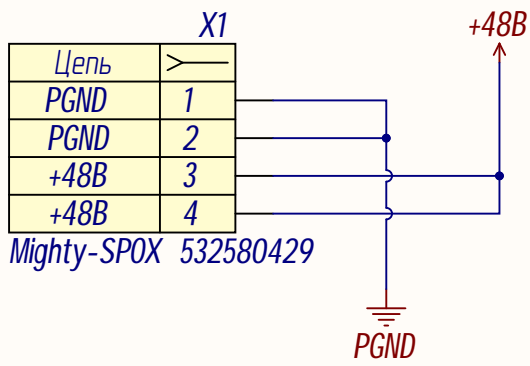 X1
+48В
Цепь
PGND 1
PGND 2
+48В 3
+48В 4
Mighty-SPOX 532580429
PGND